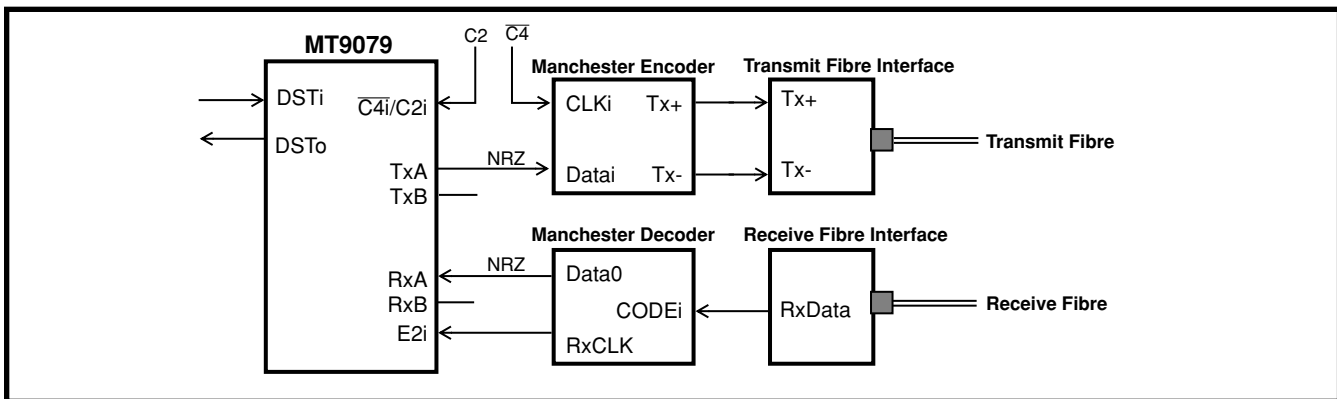 MT9079
C2
C4
DSTi
C4i/C2i
DSTo
TxA
NRZ
TxB
RxA
NRZ
RxB
E2i
Manchester Encoder
CLKi Tx+
Datai Tx-
Transmit Fibre Interface
Tx+
Tx-
Transmit Fibre
Manchester Decoder
Data0
CODEi
RxCLK
Receive Fibre Interface
RxData
Receive Fibre